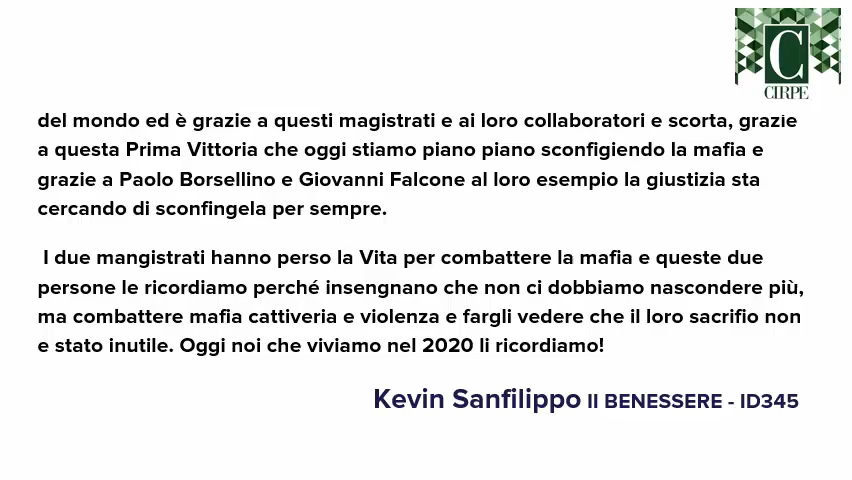 C
CIRPE
del mondo ed è grazie a questi magistrati e ai loro collaboratori e scorta, grazie
a questa Prima Vittoria che oggi stiamo piano piano sconfigiendo la mafia e
grazie a Paolo Borsellino e Giovanni Falcone al loro esempio la giustizia sta
cercando di sconfingela per sempre.
I due mangistrati hanno perso la Vita per combattere la mafia e queste due
persone le ricordiamo perché insengnano che non ci dobbiamo nascondere più,
ma combattere mafia cattiveria e violenza e fargli vedere che il loro sacrifio non
e stato inutile. Oggi noi che viviamo nel 2020 li ricordiamo!
Kevin Sanfilippo II BENESSERE - ID345